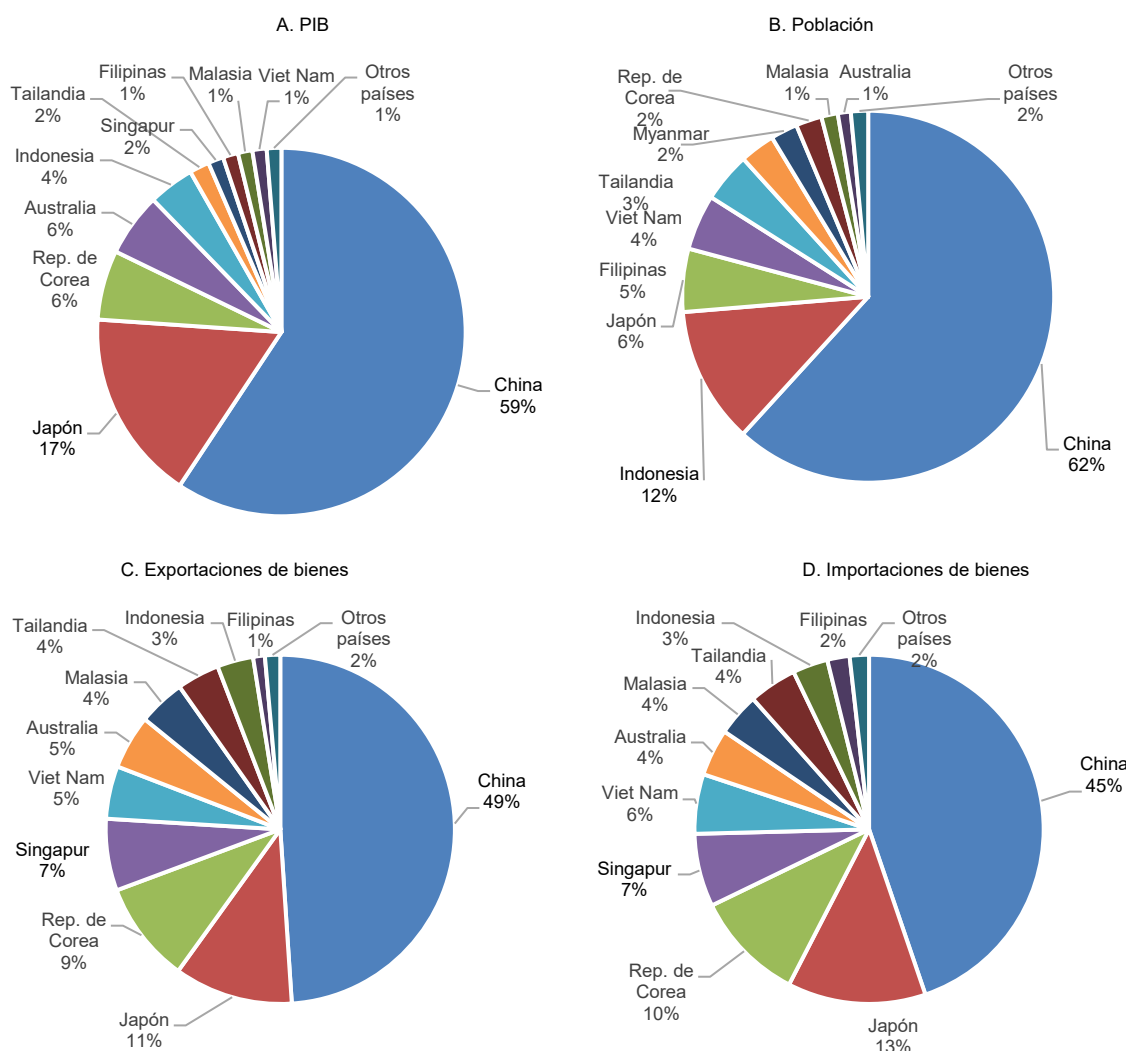 A. PIB
Filipinas
1%
Malasia
1%
Viet Nam
1%
Otros
países
1%
Tailandia
2%
Singapur
2%
Indonesia
4%
Australia
6%
Rep. de
Corea
6%
Japón
17%
China
59%
B. Población
Rep. de
Corea
2%
Malasia
1%
Australia
1%
Otros
países
2%
Myanmar
2%
Tailandia
3%
Viet Nam
4%
Filipinas
5%
Japón
6%
Indonesia
12%
China
62%
C. Exportaciones de bienes
Tailandia
4%
Indonesia
3%
Filipinas
1%
Otros
países
2%
Malasia
4%
Australia
5%
Viet Nam
5%
Singapur
7%
Rep. de
Corea
9%
Japón
11%
China
49%
D. Importaciones de bienes
Indonesia
3%
Filipinas
2%
Otros
países
2%
Tailandia
4%
Malasia
4%
Australia
4%
Viet Nam
6%
Singapur
7%
Rep. de
Corea
10%
Japón
13%
China
45%